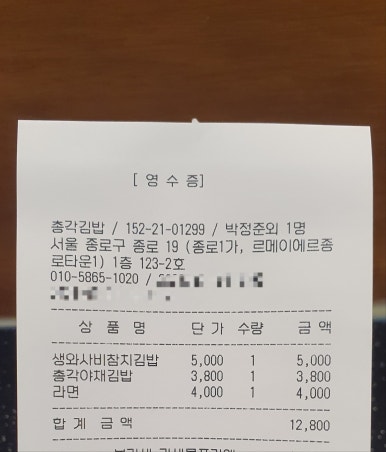 [ 영 수 증]
총각김밥 / 152-21-01299 / 박정준외 1명
서울 종로구 종로 19 (종로1가, 르메이에르종
로타운1) 1층 123-2호
010-5865-1020 /
상 품 명 단 가 수량 금 액
생와사비참치김밥 5,000 1 5,000
총각야채김밥 3,800 1 3,800
라면 4,000 1 4,000
합 계 금 액 12,800